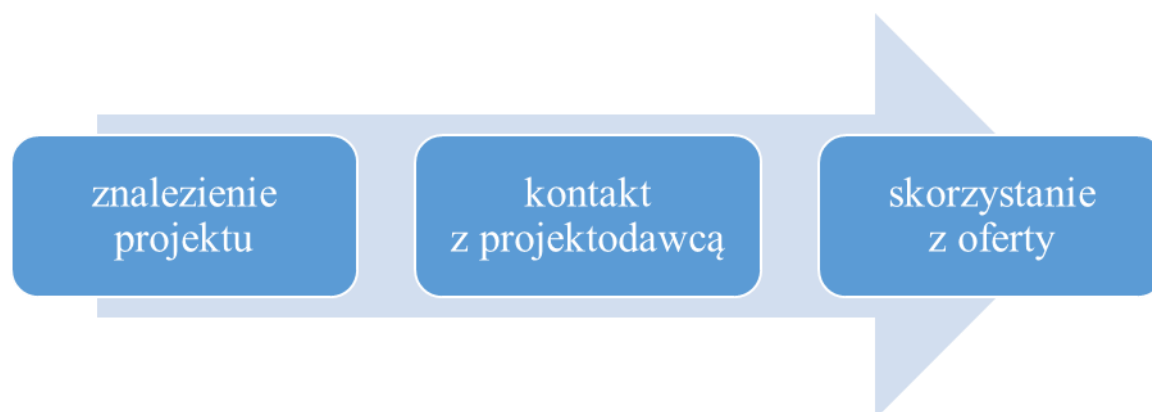 znalezienie
projektu
kontakt
z projektodawcą
skorzystanie
z oferty